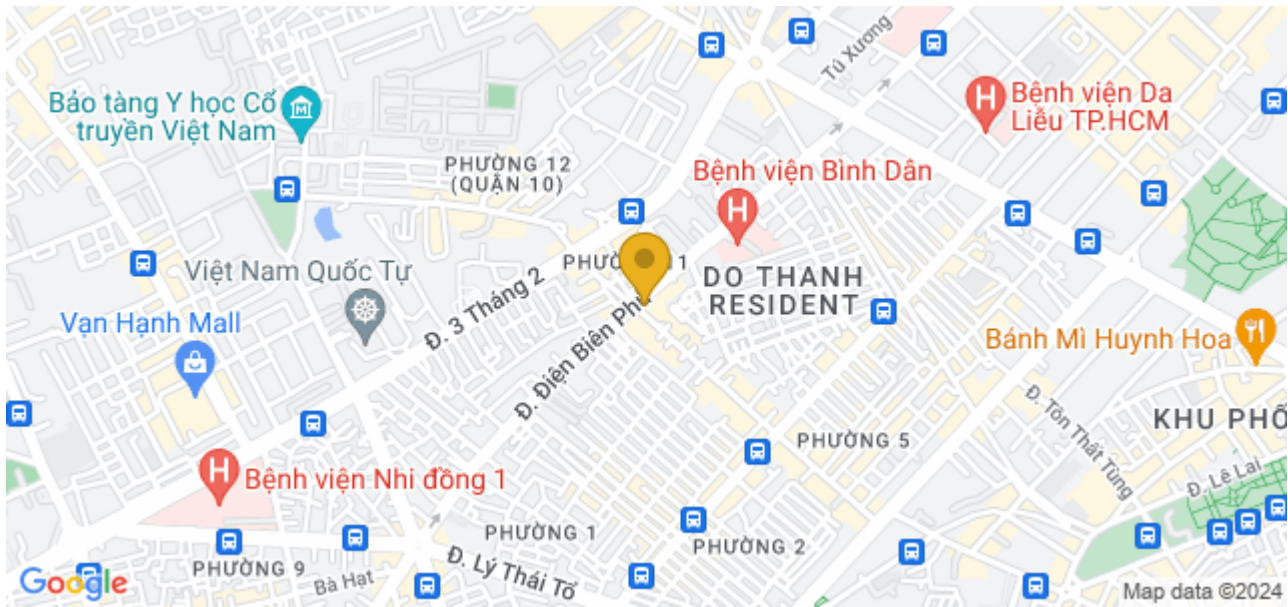 Tú Xương
Bảo tàng Y học Cổ
truyền Việt Nam
Bệnh viện Da
Liễu TP.HCM
PHƯỜNG 12
(QUẬN 10)
Bệnh viện Bình Dân
Việt Nam Quốc Tự
DO THANH
RESIDENT
Vạn Hạnh Mall
Đ. 3 Tháng 2
Đ. Điện Biên Phủ
Bánh Mì Huynh Hoa
Đ. Tôn Thất Tùng
KHU PHỐ
PHƯỜNG 5
Bệnh viện Nhi đồng 1
Đ. Lê Lai
PHƯỜNG 1
PHƯỜNG 2
Đ. Lý Thái Tổ
PHƯỜNG 9
Bà Hạt
Google
Map data ©2024